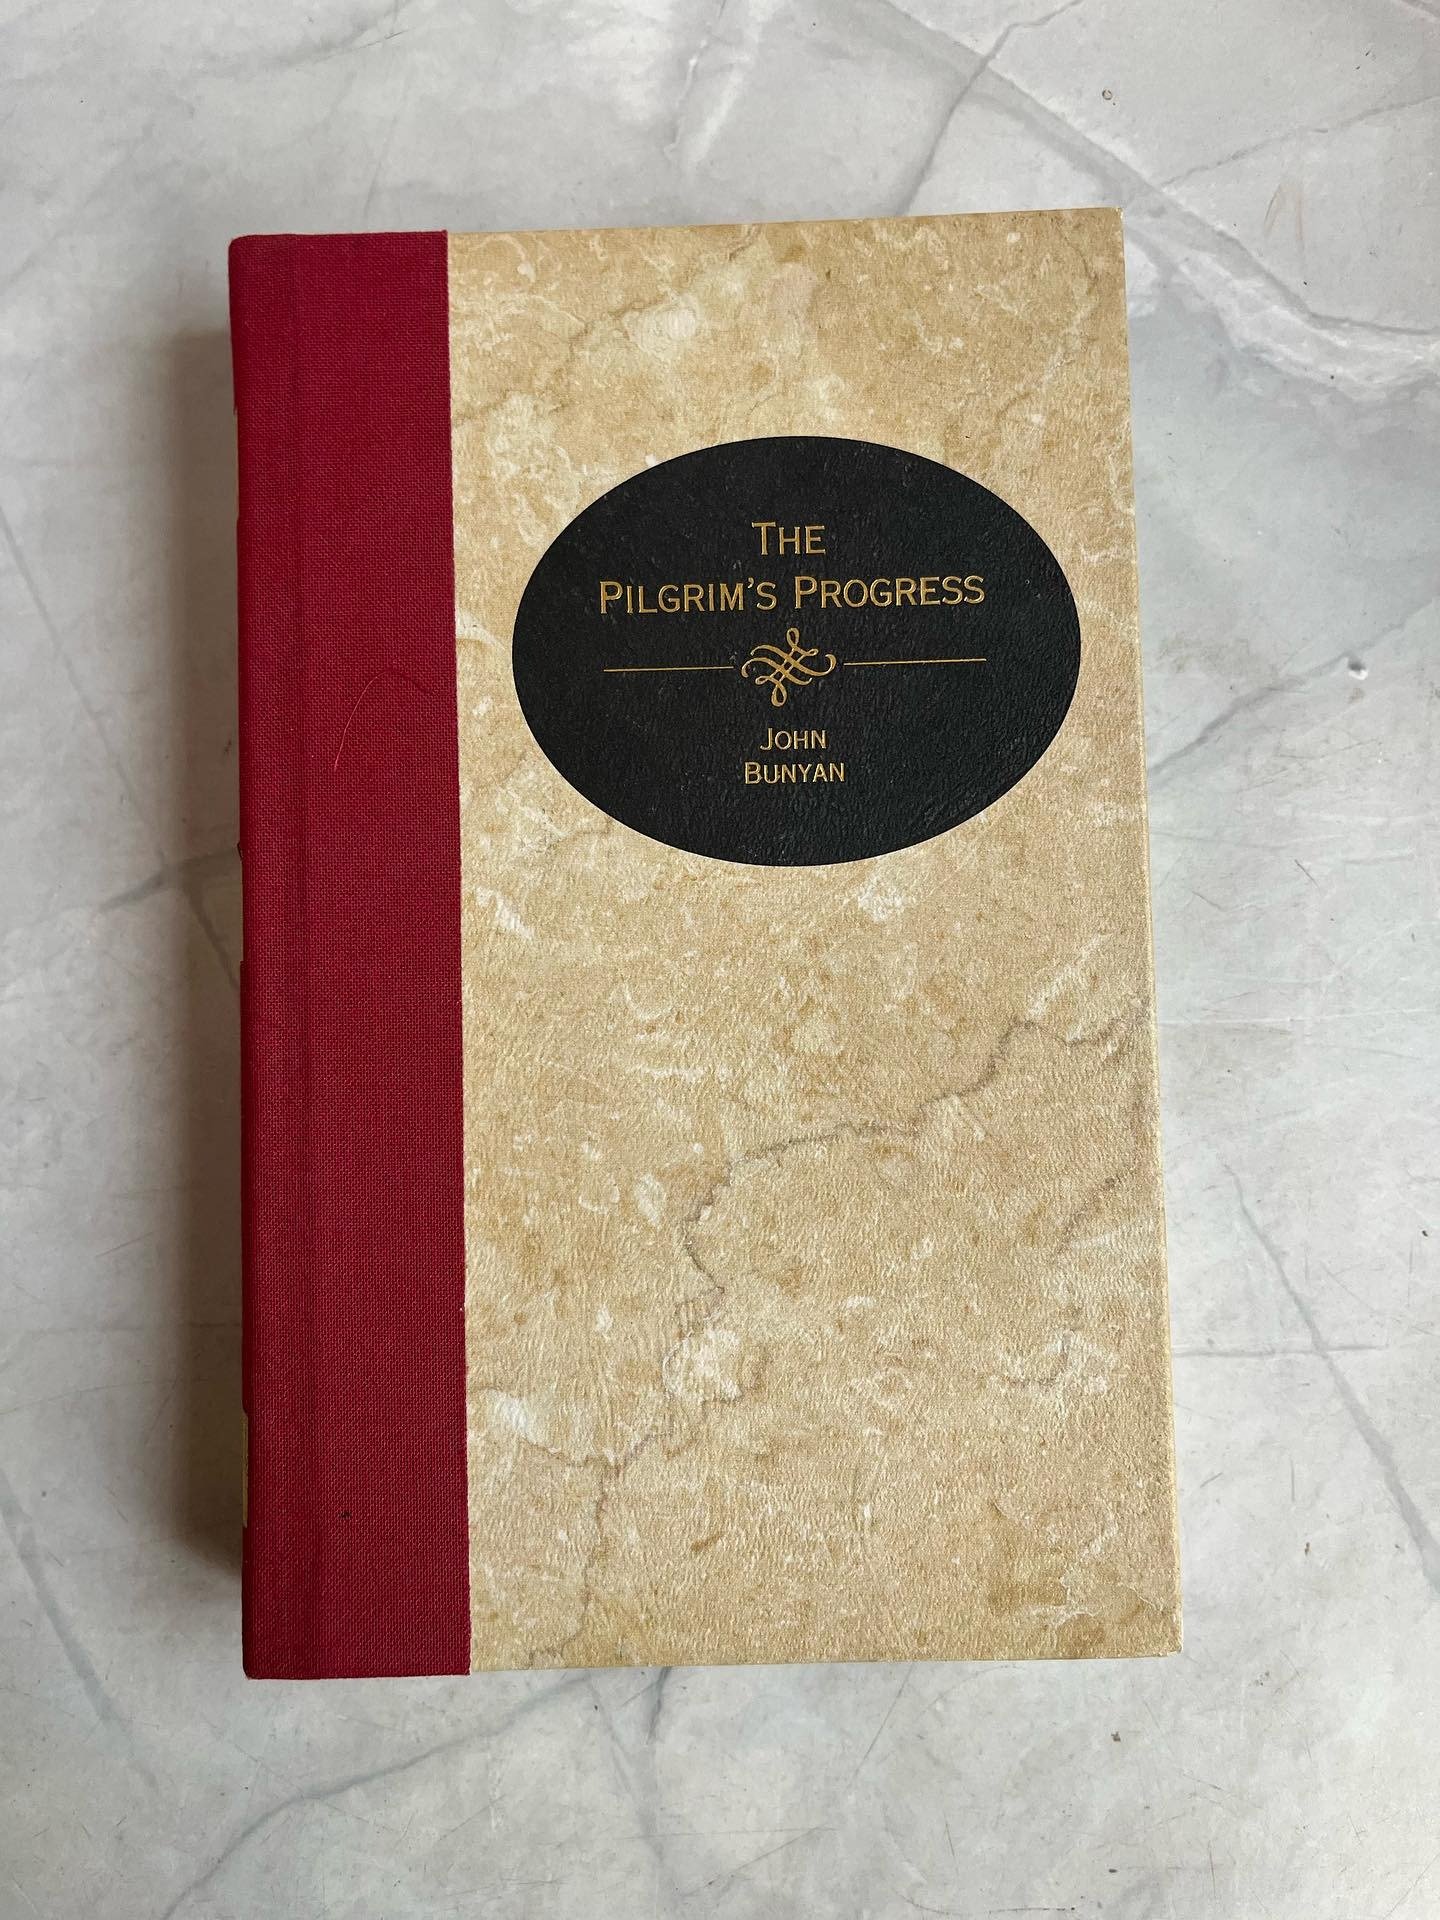 The
Pilgrim's Progress
John
Bunyan